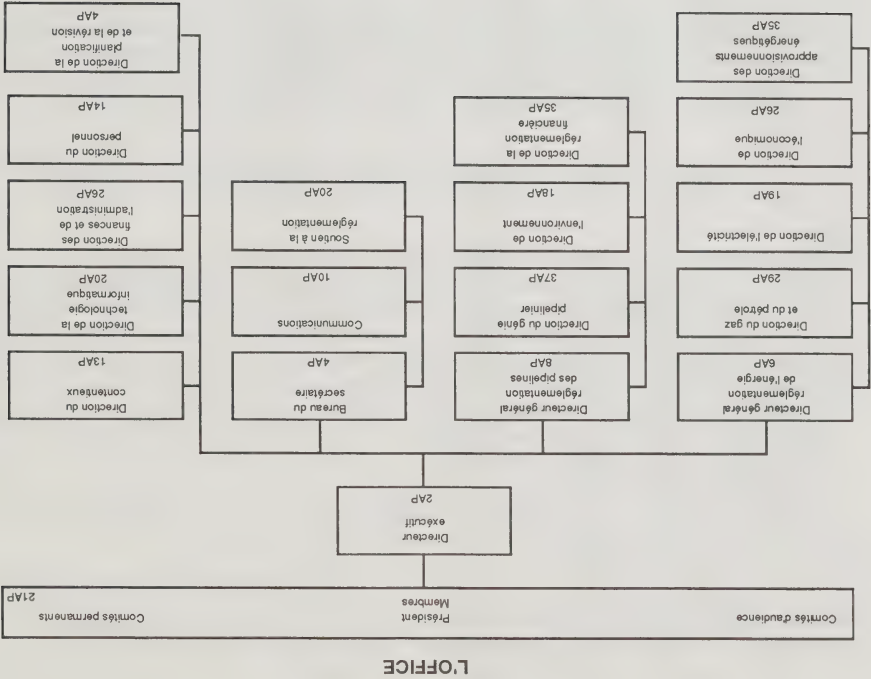 L'OFFICE
Comités permanents
Président
Comités d'audience
Membres
21AP
Directeur
exécutif
2AP
Direction du
contentieux
13AP
Direction de la
technologie
informatique
20AP
Direction des
finances et de
l'administration
26AP
Direction du
personnel
14AP
Direction de la
planification
et de la révision
4AP
Bureau du
secrétaire
4AP
Communications
10AP
Soutien à la
réglementation
20AP
Directeur général
réglementation
des pipelines
8AP
Direction du génie
pipelinier
37AP
Direction de
l'environnement
18AP
Direction de la
réglementation
financière
35AP
Directeur général
réglementation
de l'énergie
6AP
Direction du gaz
et du pétrole
29AP
Direction de l'électricité
19AP
Direction de
l'économique
26AP
Direction des
approvisionnements
énergétiques
35AP